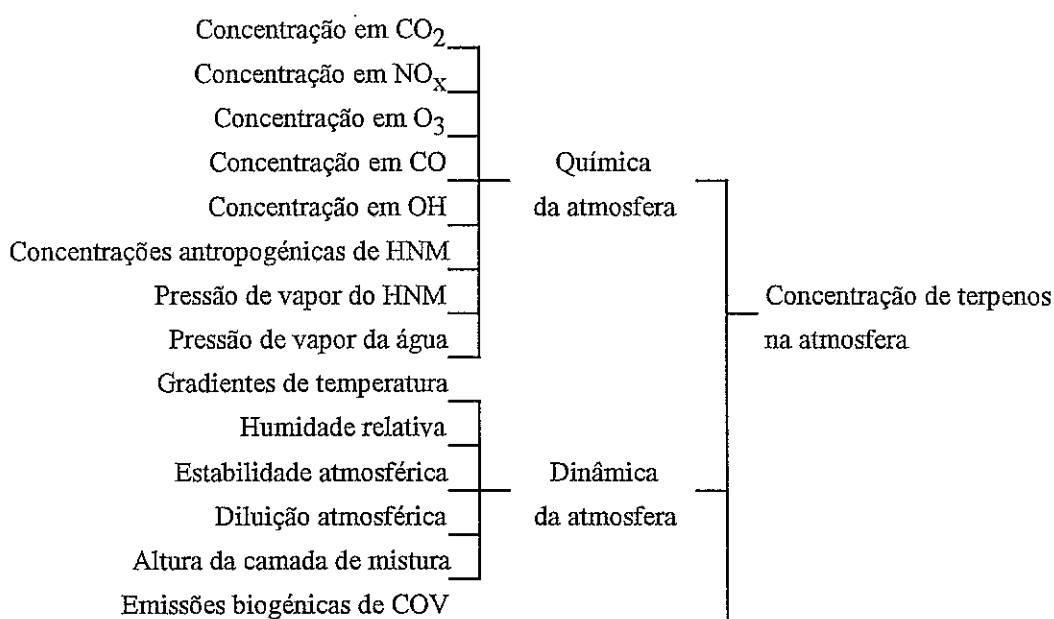 Concentração em CO2
Concentração em NOx
Concentração em O3
Concentração em CO
Concentração em OH
Concentrações antropogénicas de HNM
Pressão de vapor do HNM
Pressão de vapor da água
Química
da atmosfera
Gradientes de temperatura
Humidade relativa
Estabilidade atmosférica
Diluição atmosférica
Altura da camada de mistura
Dinâmica
da atmosfera
Emissões biogénicas de COV
Concentração de terpenos
na atmosfera